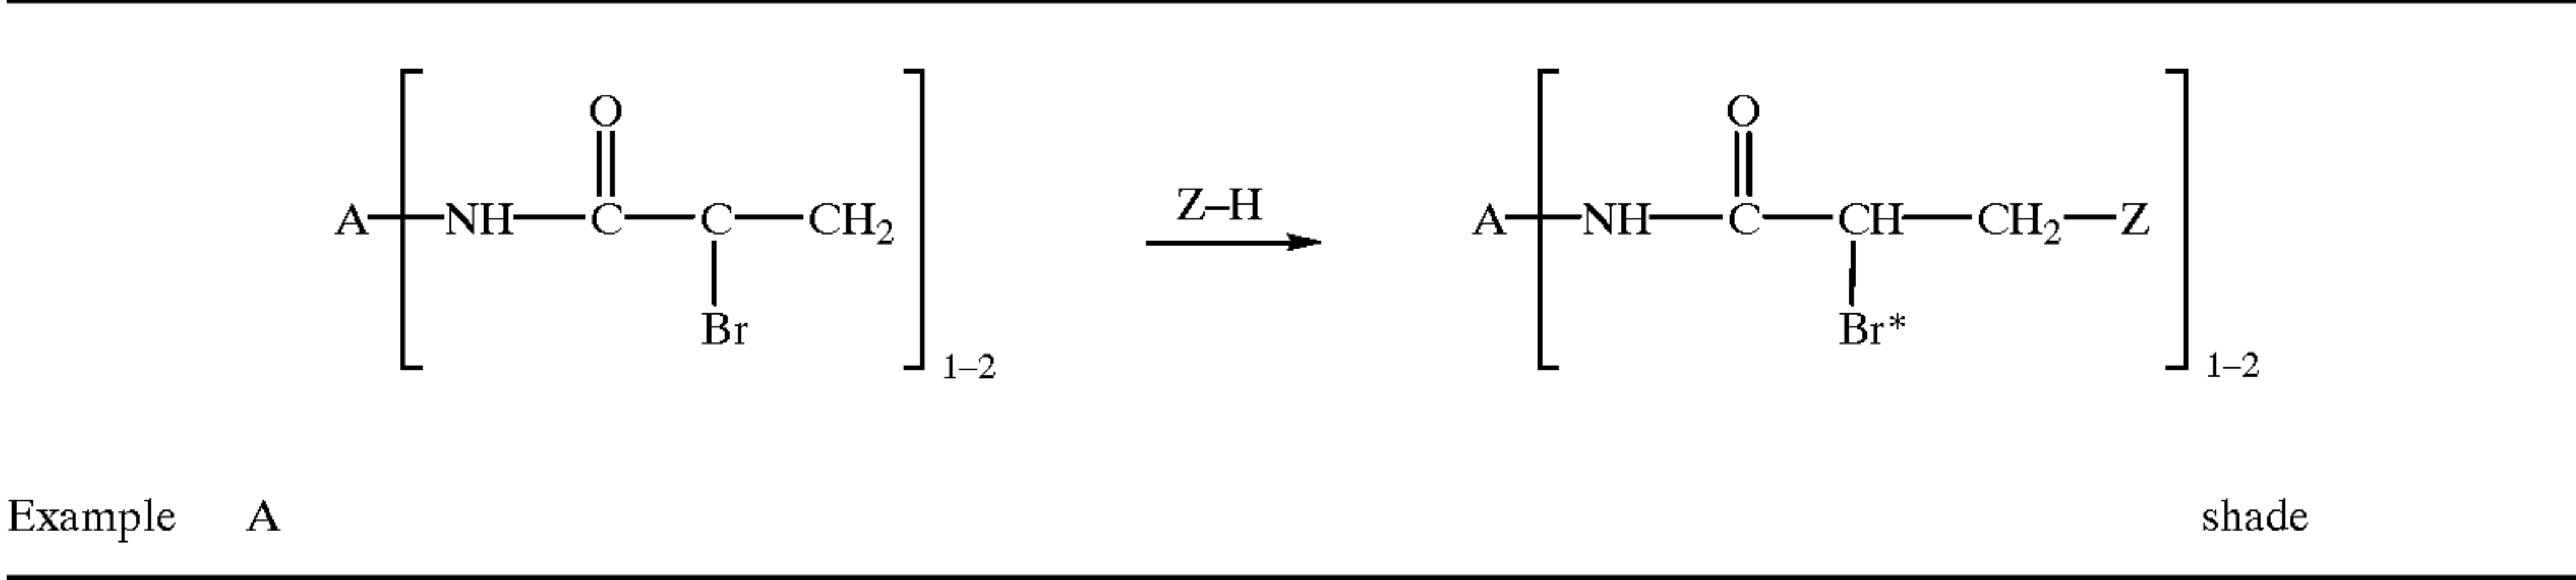 O O
Z–H
A NH C C CH₂ A NH C CH CH₂ Z
Br Br*
1–2 1–2
Example A shade